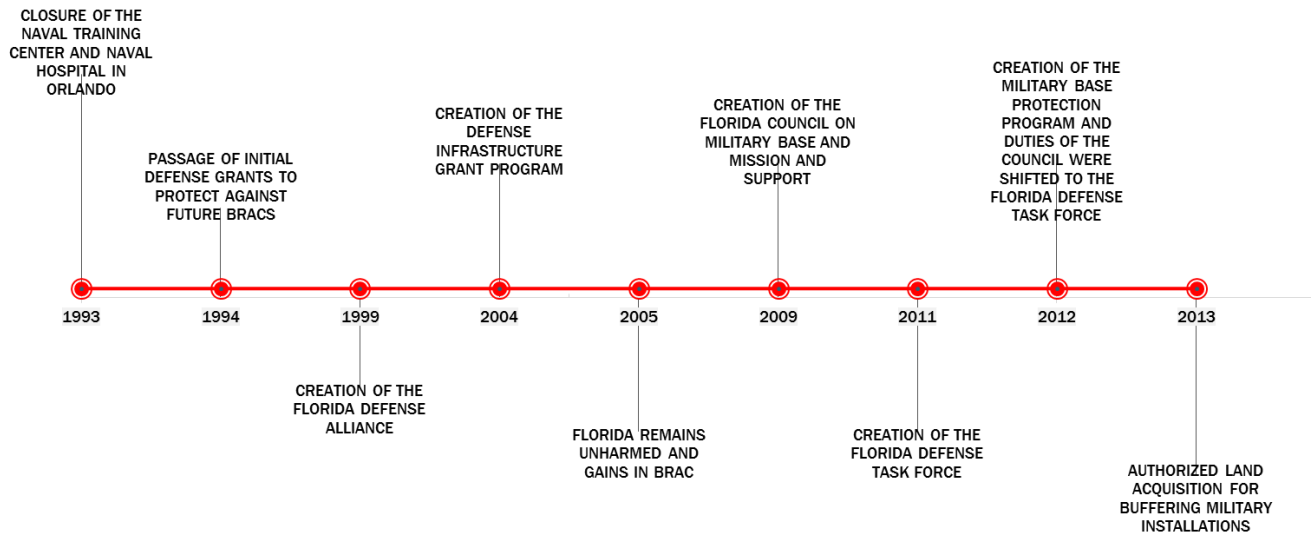 CLOSURE OF THE
NAVAL TRAINING
CENTER AND NAVAL
HOSPITAL IN
ORLANDO
PASSAGE OF INITIAL
DEFENSE GRANTS TO
PROTECT AGAINST
FUTURE BRACS
CREATION OF THE
DEFENSE
INFRASTRUCTURE
GRANT PROGRAM
CREATION OF THE
FLORIDA COUNCIL ON
MILITARY BASE AND
MISSION AND
SUPPORT
CREATION OF THE
MILITARY BASE
PROTECTION
PROGRAM AND
DUTIES OF THE
COUNCIL WERE
SHIFTED TO THE
FLORIDA DEFENSE
TASK FORCE
1993
1994
1999
2004
2005
2009
2011
2012
2013
CREATION OF THE
FLORIDA DEFENSE
ALLIANCE
FLORIDA REMAINS
UNHARMED AND
GAINS IN BRAC
CREATION OF THE
FLORIDA DEFENSE
TASK FORCE
AUTHORIZED LAND
ACQUISITION FOR
BUFFERING MILITARY
INSTALLATIONS